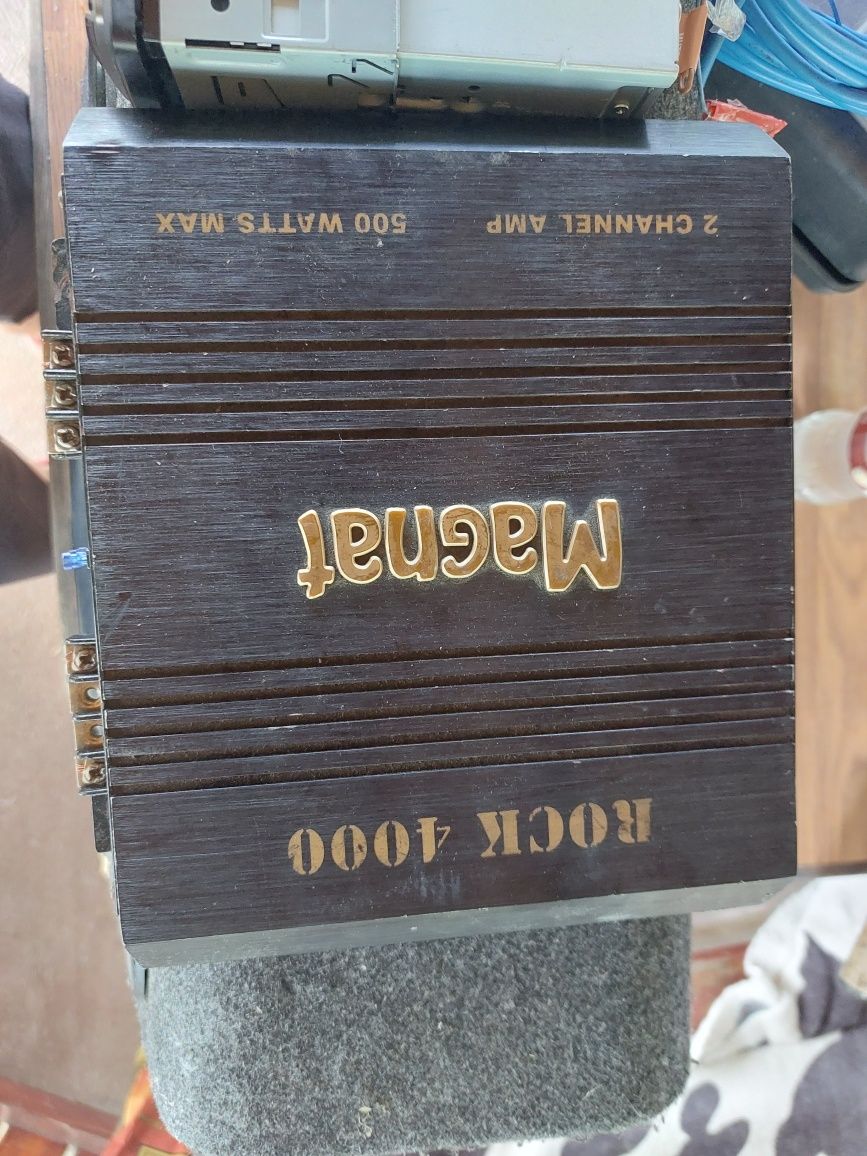 ROCK 4000
Magnat
2 CHANNEL AMP 500 WATTS MAX